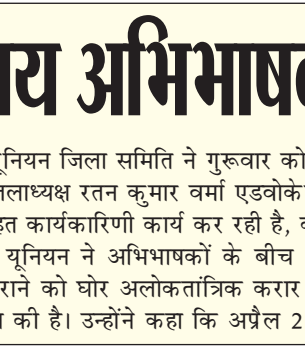 अभिभाषक
यूनियन जिला समिति ने गुरूवार को
जिलाध्यक्ष रतन कुमार वर्मा एडवोके
कार्यकारिणी कार्य कर रही है,
यूनियन ने अभिभाषकों के बीच
को घोर अलोकतांत्रिक करार
की है। उन्होंने कहा कि अप्रैल 2